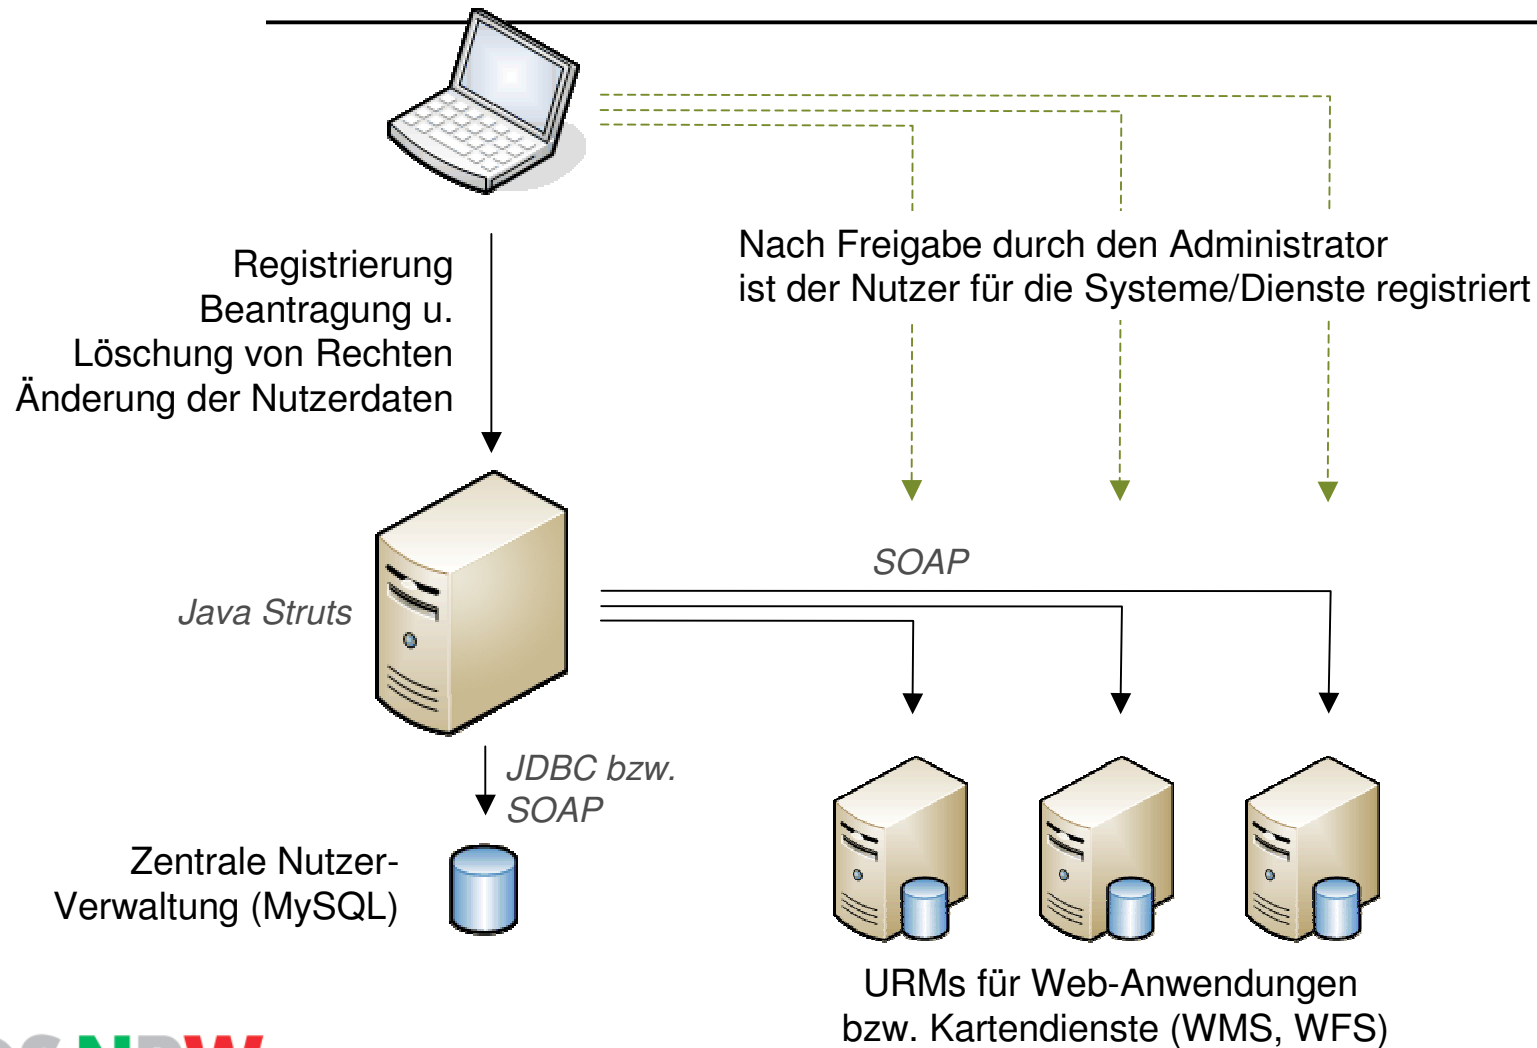 Registrierung
Beantragung u.
Löschung von Rechten
Änderung der Nutzerdaten
Nach Freigabe durch den Administrator
ist der Nutzer für die Systeme/Dienste registriert
Java Struts
SOAP
JDBC bzw.
SOAP
Zentrale Nutzer-
Verwaltung (MySQL)
URMs für Web-Anwendungen
bzw. Kartendienste (WMS, WFS)